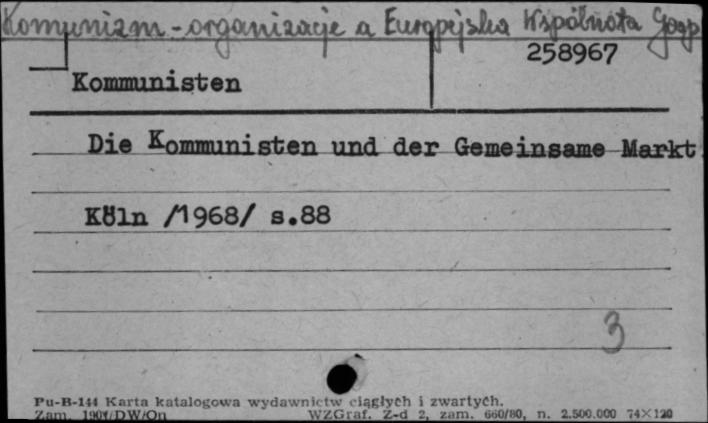 Komunizm - organizacje a Europejska Wspólnota Gosp
258967
Kommunisten
Die Kommunisten und der Gemeinsame Markt
Köln /1968/ s.88
3
Pu-B-144 Karta katalogowa wydawnictw ciągłych i zwartych.
Zam. DW/On WZGraf. Z-d 2, zam. 660/80, n. 2.500.000 74×120